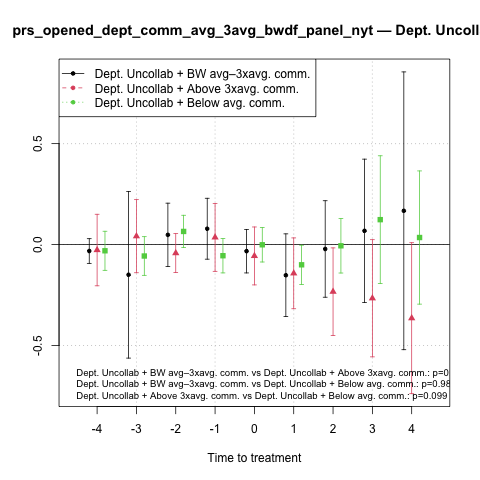 prs_opened_dept_comm_avg_3avg_bwdf_panel_nyt — Dept. Uncoll
Dept. Uncollab + BW avg–3xavg. comm.
Dept. Uncollab + Above 3xavg. comm.
Dept. Uncollab + Below avg. comm.
0.5
0.0
-0.5
Dept. Uncollab + BW avg–3xavg. comm. vs Dept. Uncollab + Above 3xavg. comm.: p=0
Dept. Uncollab + BW avg–3xavg. comm. vs Dept. Uncollab + Below avg. comm.: p=0.98
Dept. Uncollab + Above 3xavg. comm. vs Dept. Uncollab + Below avg. comm.: p=0.099
-4 -3 -2 -1 0 1 2 3 4
Time to treatment